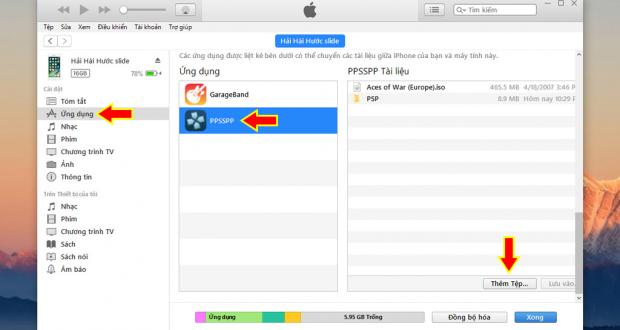 Tìm kiếm
Tệp Sửa Xem Điều khiển Tài khoản Trợ giúp
Hải Hài Hước slide
Hải Hài Hước slide
16GB 78%
Cài đặt
Tóm tắt
Ứng dụng
Nhạc
Phim
Chương trình TV
Ảnh
Thông tin
Trên Thiết bị của tôi
Nhạc
Phim
Chương trình TV
Sách
Sách nói
Âm báo
Các ứng dụng được liệt kê bên dưới có thể chuyển các tài liệu giữa iPhone của bạn và máy tính này.
Ứng dụng
GarageBand
PPSSPP
PPSSPP Tài liệu
Aces of War (Europe).iso 465.5 MB 4/18/2007 3:46 P
PSP 8.9 MB Hôm nay 10:29 P
Thêm Tệp... Lưu vào..
Ứng dụng 5.95 GB Trống Đồng bộ hóa Xong